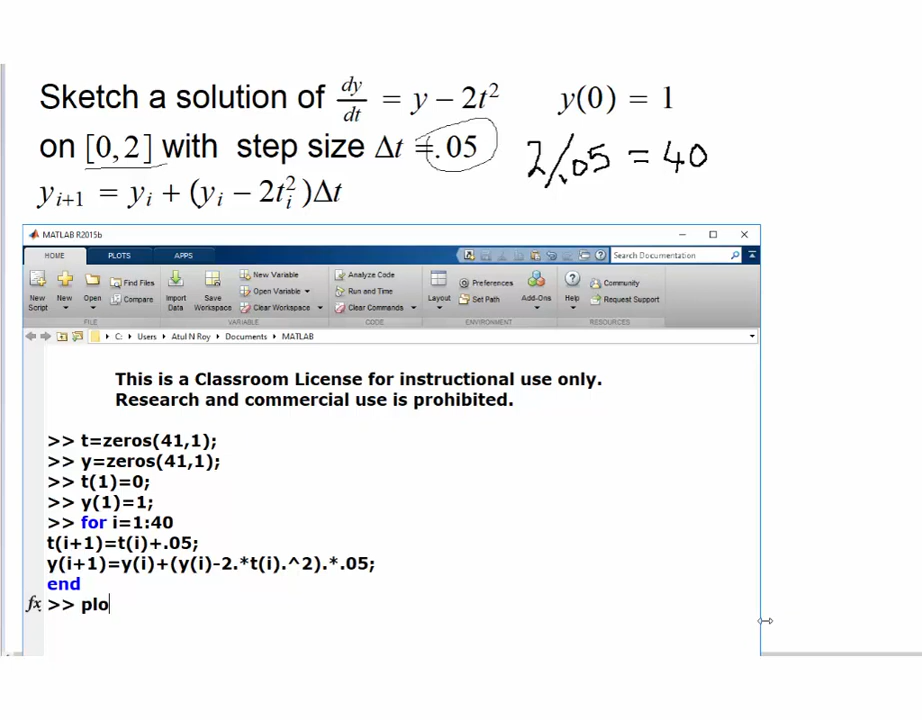 Sketch a solution of dy/dt = y − 2t² y(0) = 1
on [0, 2] with step size Δt = .05 2/.05 = 40
yᵢ₊₁ = yᵢ + (yᵢ − 2tᵢ²)Δt
MATLAB R2015b
HOME PLOTS APPS Search Documentation
New Script New Open Find Files Compare Import Data Save Workspace New Variable Open Variable Clear Workspace Analyze Code Run and Time Clear Commands Layout Preferences Set Path Add-Ons Help Community Request Support
FILE VARIABLE CODE ENVIRONMENT RESOURCES
C: Users Atul N Roy Documents MATLAB
This is a Classroom License for instructional use only.
Research and commercial use is prohibited.
>> t=zeros(41,1);
>> y=zeros(41,1);
>> t(1)=0;
>> y(1)=1;
>> for i=1:40
t(i+1)=t(i)+.05;
y(i+1)=y(i)+(y(i)-2.*t(i).^2).*.05;
end
fx >> plo